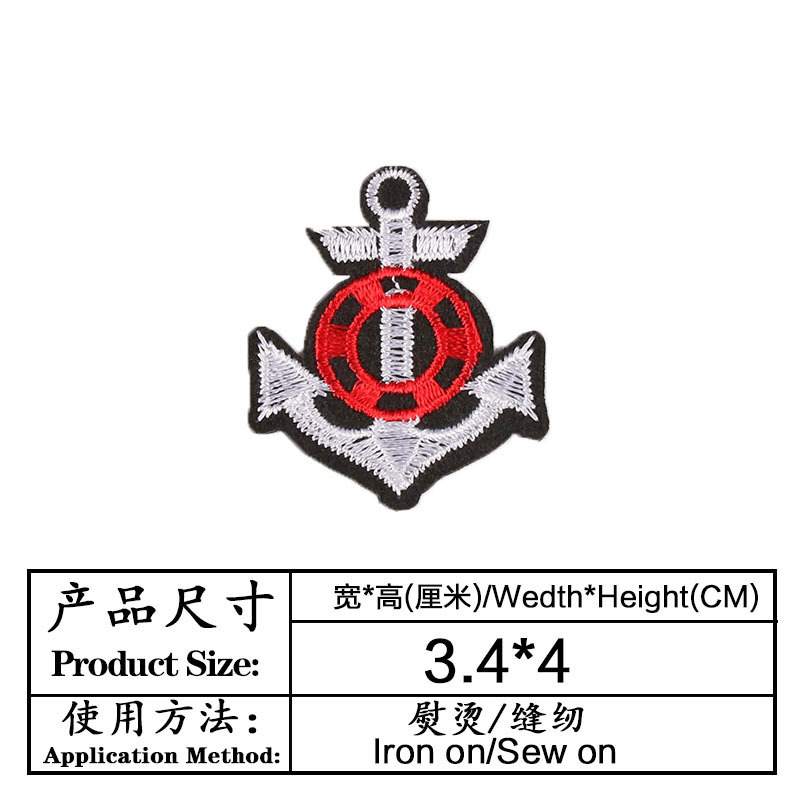 产品尺寸
Product Size:
宽*高(厘米)/Wedth*Height(CM)
3.4*4
使用方法：
Application Method:
熨烫/缝纫
Iron on/Sew on